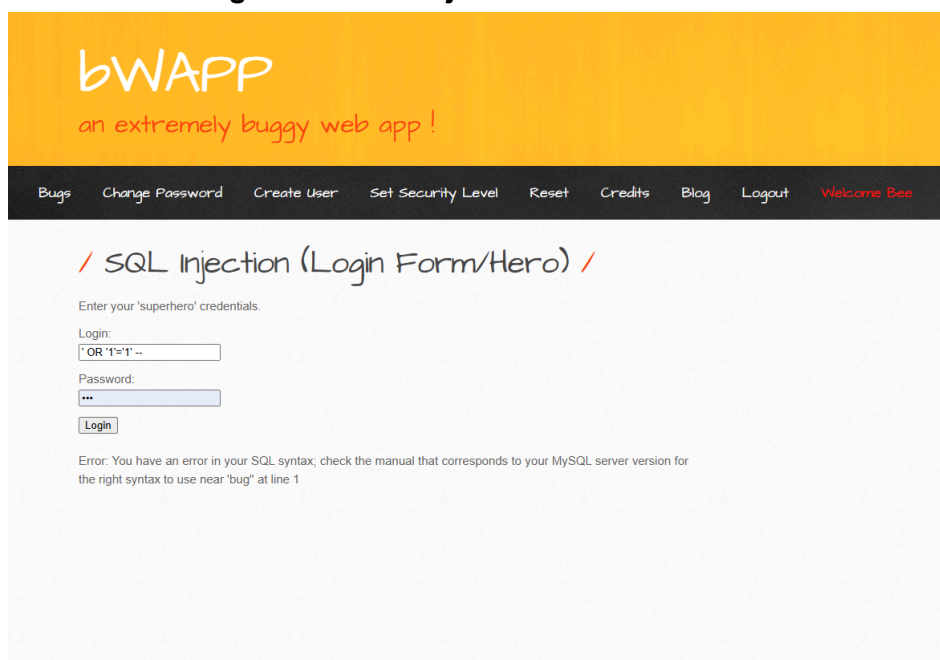 bWAPP
an extremely buggy web app !
Bugs Change Password Create User Set Security Level Reset Credits Blog Logout Welcome Bee
/ SQL Injection (Login Form/Hero) /
Enter your 'superhero' credentials.
Login:
' OR '1'='1' --
Password:
•••
Login
Error: You have an error in your SQL syntax; check the manual that corresponds to your MySQL server version for
the right syntax to use near 'bug'' at line 1